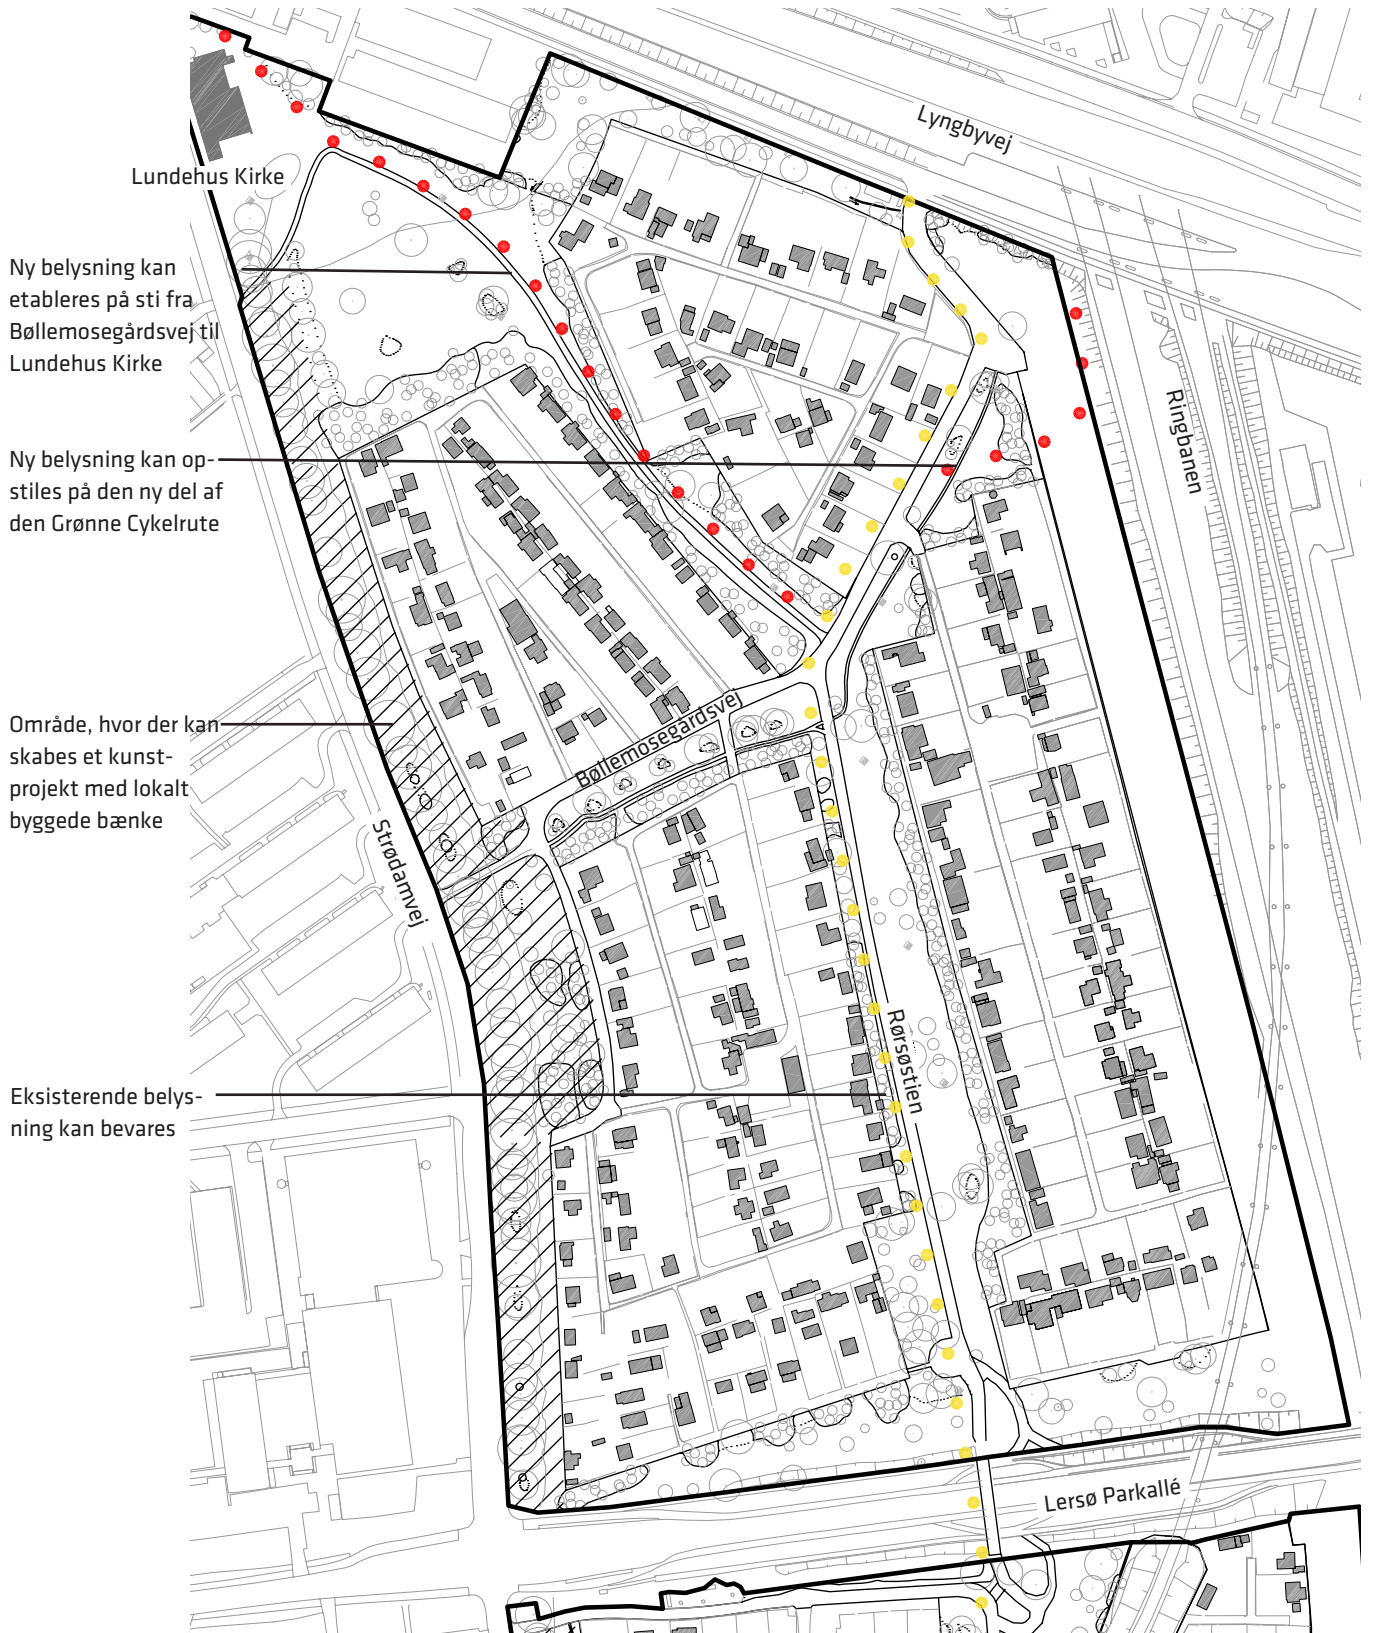 Lyngbyvej
Lundehus Kirke
Ny belysning kan
etableres på sti fra
Bøllemosegårdsvej til
Lundehus Kirke
Ringbanen
Ny belysning kan op-
stiles på den ny del af
den Grønne Cykelrute
Område, hvor der kan
skabes et kunst-
projekt med lokalt
byggede bænke
Bøllemosegårdsvej
Strødamvej
Rørsøstien
Eksisterende belys-
ning kan bevares
Lersø Parkallé